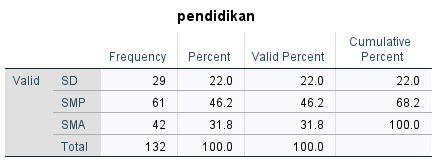 pendidikan
Frequency Percent Valid Percent Cumulative Percent
Valid SD 29 22.0 22.0 22.0
SMP 61 46.2 46.2 68.2
SMA 42 31.8 31.8 100.0
Total 132 100.0 100.0